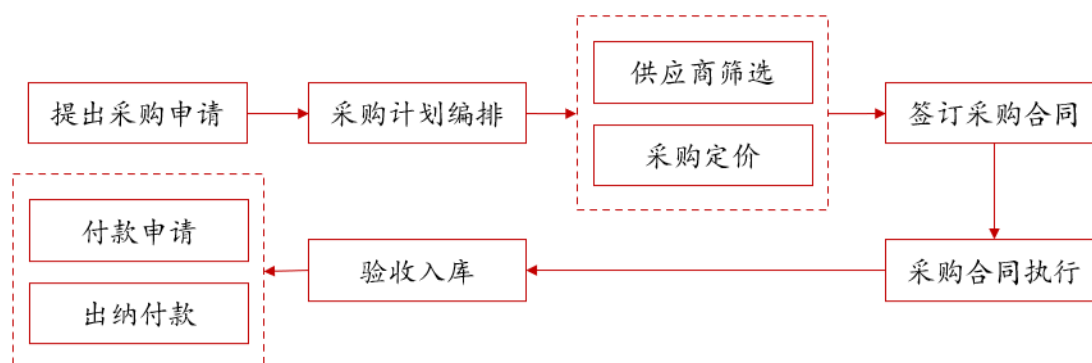 提出采购申请
采购计划编排
供应商筛选
采购定价
签订采购合同
采购合同执行
验收入库
付款申请
出纳付款